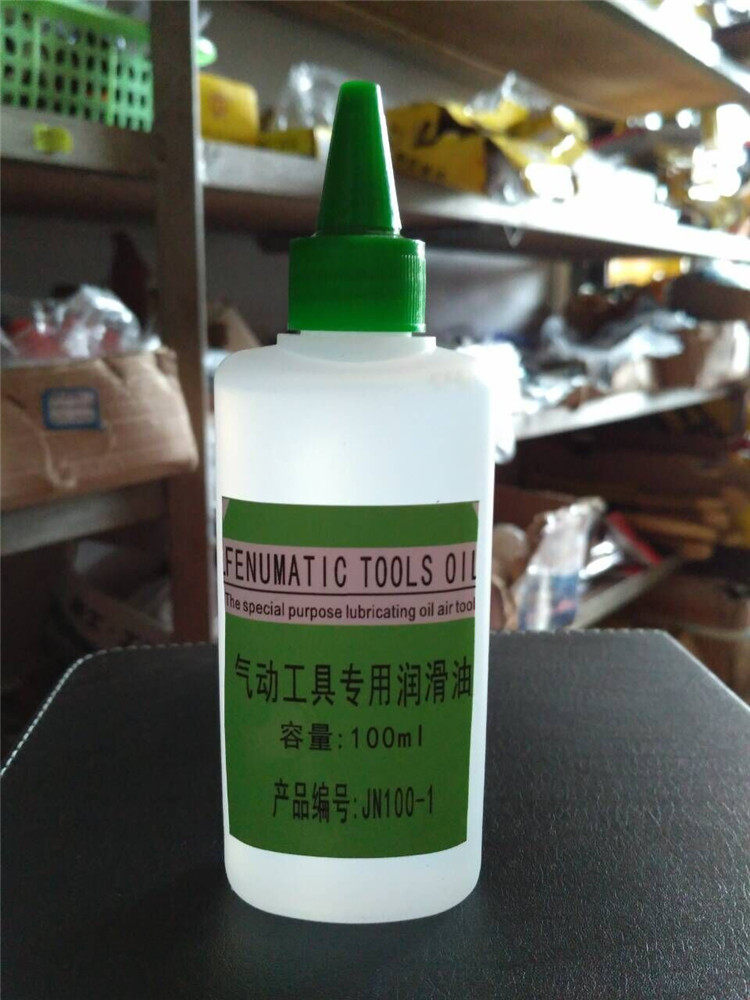 FENUMATIC TOOLS OIL
The special purpose lubricating oil air tool
气动工具专用润滑油
容量:100ml
产品编号:JN100-1